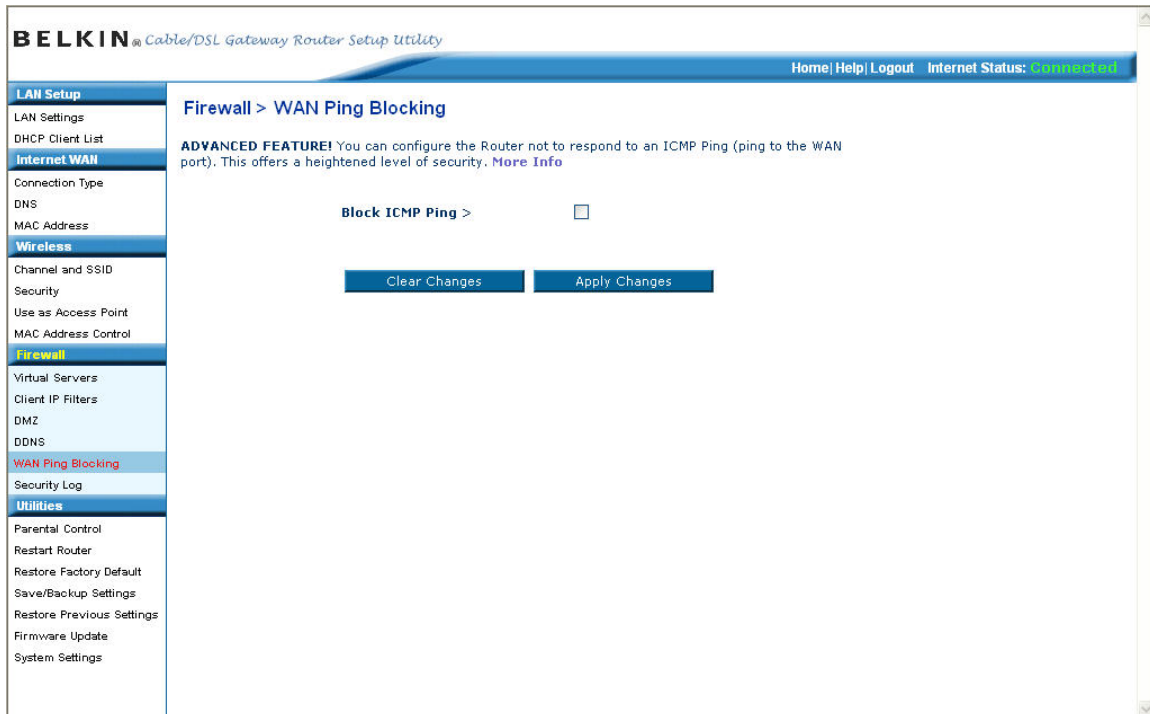 BELKIN® Cable/DSL Gateway Router Setup Utility
Home| Help| Logout Internet Status: Connected
LAN Setup
LAN Settings
DHCP Client List
Internet WAN
Connection Type
DNS
MAC Address
Wireless
Channel and SSID
Security
Use as Access Point
MAC Address Control
Firewall
Virtual Servers
Client IP Filters
DMZ
DDNS
WAN Ping Blocking
Security Log
Utilities
Parental Control
Restart Router
Restore Factory Default
Save/Backup Settings
Restore Previous Settings
Firmware Update
System Settings
Firewall > WAN Ping Blocking
ADVANCED FEATURE! You can configure the Router not to respond to an ICMP Ping (ping to the WAN
port). This offers a heightened level of security. More Info
Block ICMP Ping >
Clear Changes
Apply Changes